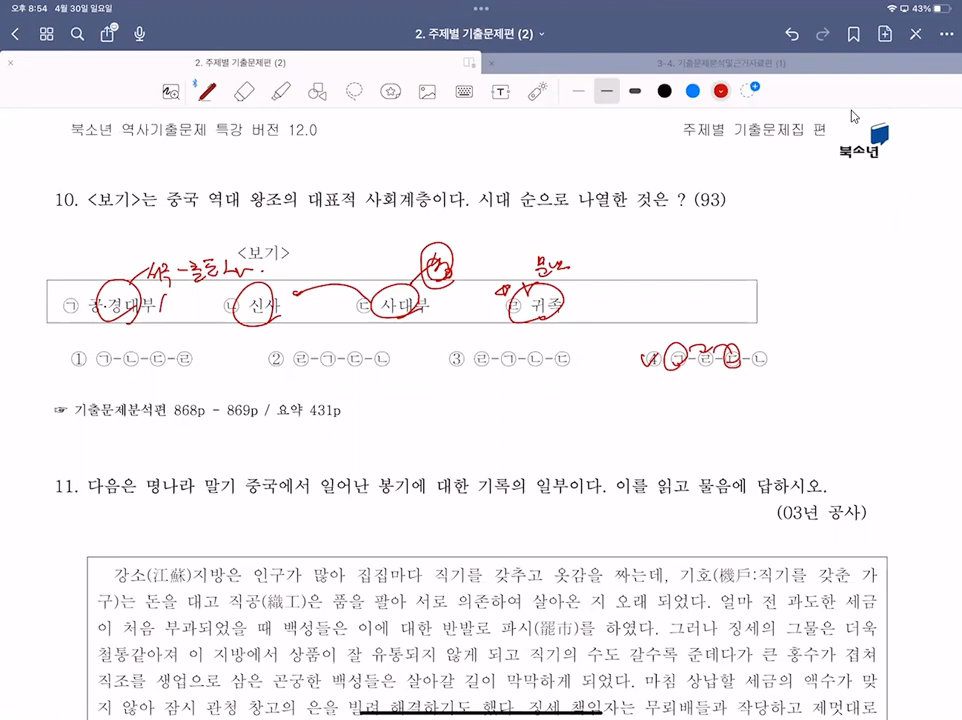 오후 8:54 4월 30일 일요일
43%
2. 주제별 기출문제편 (2)
2. 주제별 기출문제편 (2)
3-4. 기출문제분석및근거자료편 (1)
북소년 역사기출문제 특강 버전 12.0
주제별 기출문제집 편
북소년
10. <보기>는 중국 역대 왕조의 대표적 사회계층이다. 시대 순으로 나열한 것은 ? (93)
<보기>
㉠ 공·경대부 ㉡ 신사 ㉢ 사대부 ㉣ 귀족
① ㉠-㉡-㉢-㉣ ② ㉣-㉠-㉢-㉡ ③ ㉣-㉠-㉡-㉢ ④ ㉠-㉣-㉢-㉡
☞ 기출문제분석편 868p - 869p / 요약 431p
11. 다음은 명나라 말기 중국에서 일어난 봉기에 대한 기록의 일부이다. 이를 읽고 물음에 답하시오.
(03년 공사)
강소(江蘇)지방은 인구가 많아 집집마다 직기를 갖추고 옷감을 짜는데, 기호(機戶:직기를 갖춘 가
구)는 돈을 대고 직공(織工)은 품을 팔아 서로 의존하여 살아온 지 오래 되었다. 얼마 전 과도한 세금
이 처음 부과되었을 때 백성들은 이에 대한 반발로 파시(罷市)를 하였다. 그러나 징세의 그물은 더욱
철통같아져 이 지방에서 상품이 잘 유통되지 않게 되고 직기의 수도 갈수록 준데다가 큰 홍수가 겹쳐
직조를 생업으로 삼은 곤궁한 백성들은 살아갈 길이 막막하게 되었다. 마침 상납할 세금의 액수가 맞
지 않아 잠시 관청 창고의 은을 빌려 해결하기도 했다. 징세 책임자는 무뢰배들과 작당하고 제멋대로